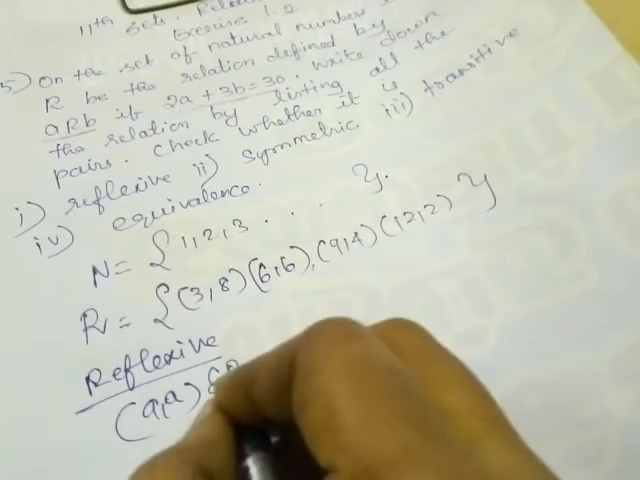 11th Sets. Rela
Exercise 1.2
5) On the set of natural numbers
R be the relation defined by
aRb if 2a + 3b = 30. write down
the relation by listing all the
pairs. Check whether it is
i) reflexive ii) symmetric iii) transitive
iv) equivalence.
N = { 1, 2, 3 . . . }.
R = { (3, 8) (6, 6), (9, 4) (12, 2) }
Reflexive
(a, a) ∈